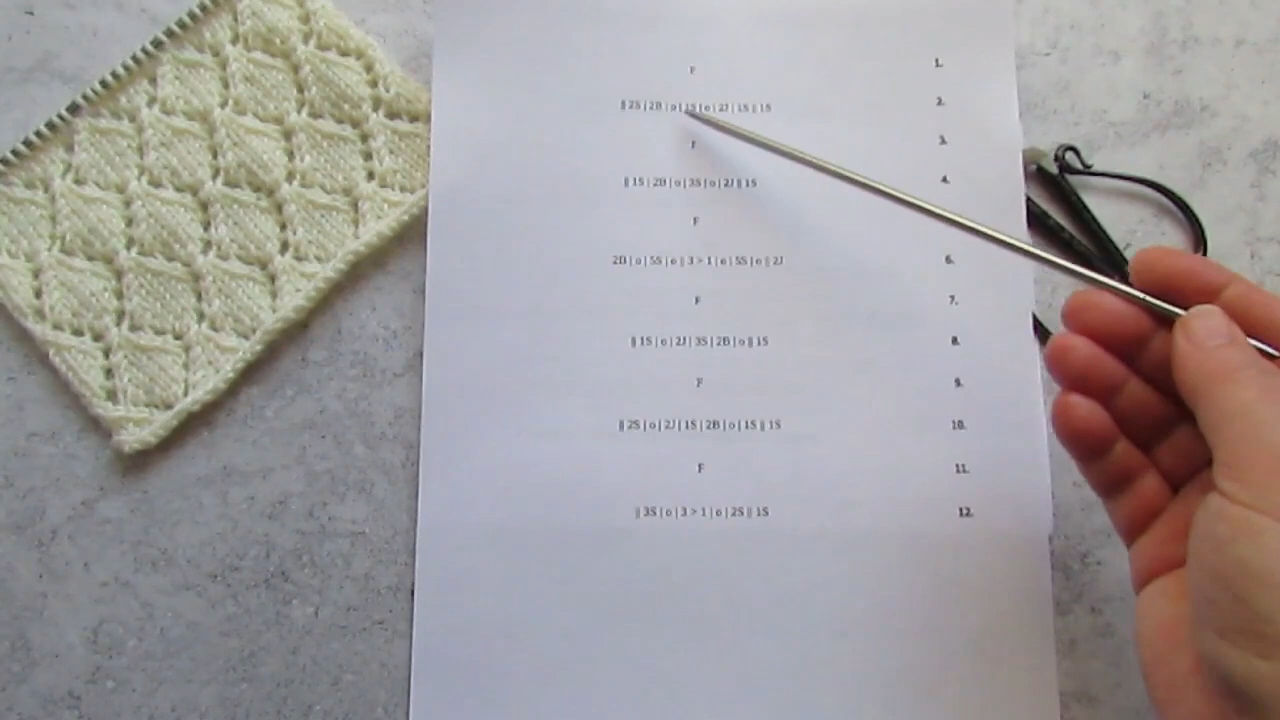 F 1.
|| 2S | 2B | o | 1S | o | 2J | 1S || 1S 2.
F 3.
|| 1S | 2B | o | 3S | o | 2J || 1S 4.
F
2B | o | 5S | o || 3 > 1 | o | 5S | o || 2J 6.
F 7.
|| 1S | o | 2J | 3S | 2B | o || 1S 8.
F 9.
|| 2S | o | 2J | 1S | 2B | o | 1S || 1S 10.
F 11.
|| 3S | o | 3 > 1 | o | 2S || 1S 12.